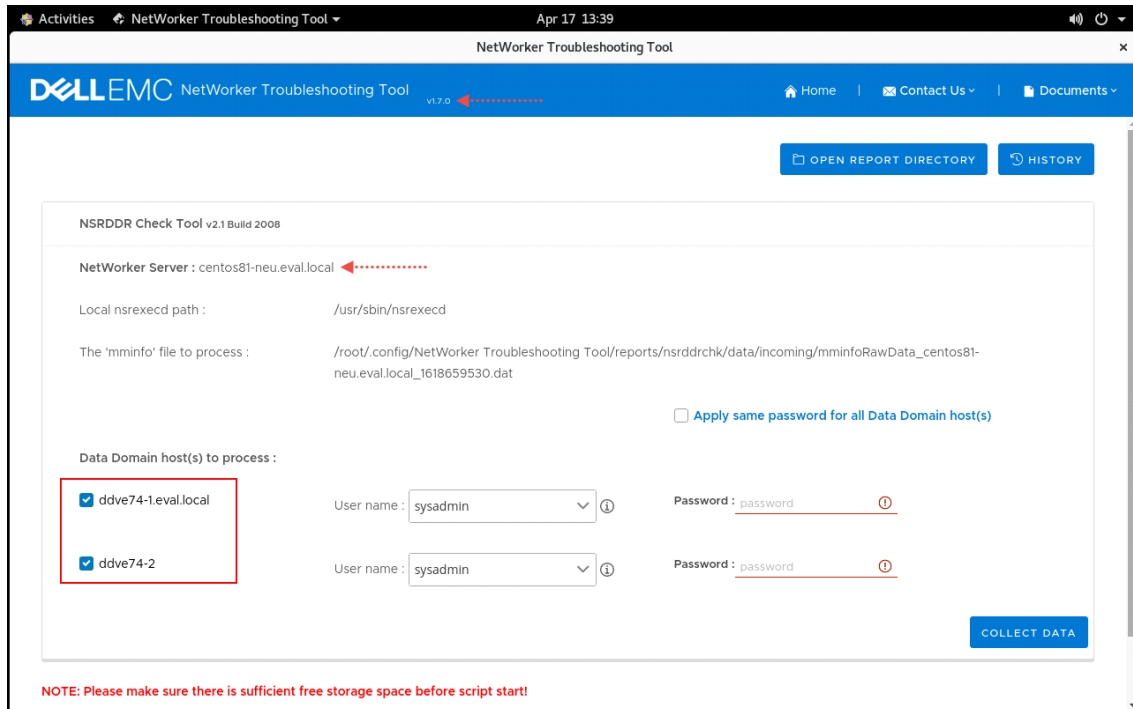 Activities NetWorker Troubleshooting Tool Apr 17 13:39
NetWorker Troubleshooting Tool
DELLEMC NetWorker Troubleshooting Tool v1.7.0 Home | Contact Us | Documents
OPEN REPORT DIRECTORY HISTORY
NSRDDR Check Tool v2.1 Build 2008
NetWorker Server : centos81-neu.eval.local
Local nsrexecd path : /usr/sbin/nsrexecd
The 'mminfo' file to process : /root/.config/NetWorker Troubleshooting Tool/reports/nsrddrchk/data/incoming/mminfoRawData_centos81-
neu.eval.local_1618659530.dat
Apply same password for all Data Domain host(s)
Data Domain host(s) to process :
ddve74-1.eval.local User name : sysadmin Password : password
ddve74-2 User name : sysadmin Password : password
COLLECT DATA
NOTE: Please make sure there is sufficient free storage space before script start!